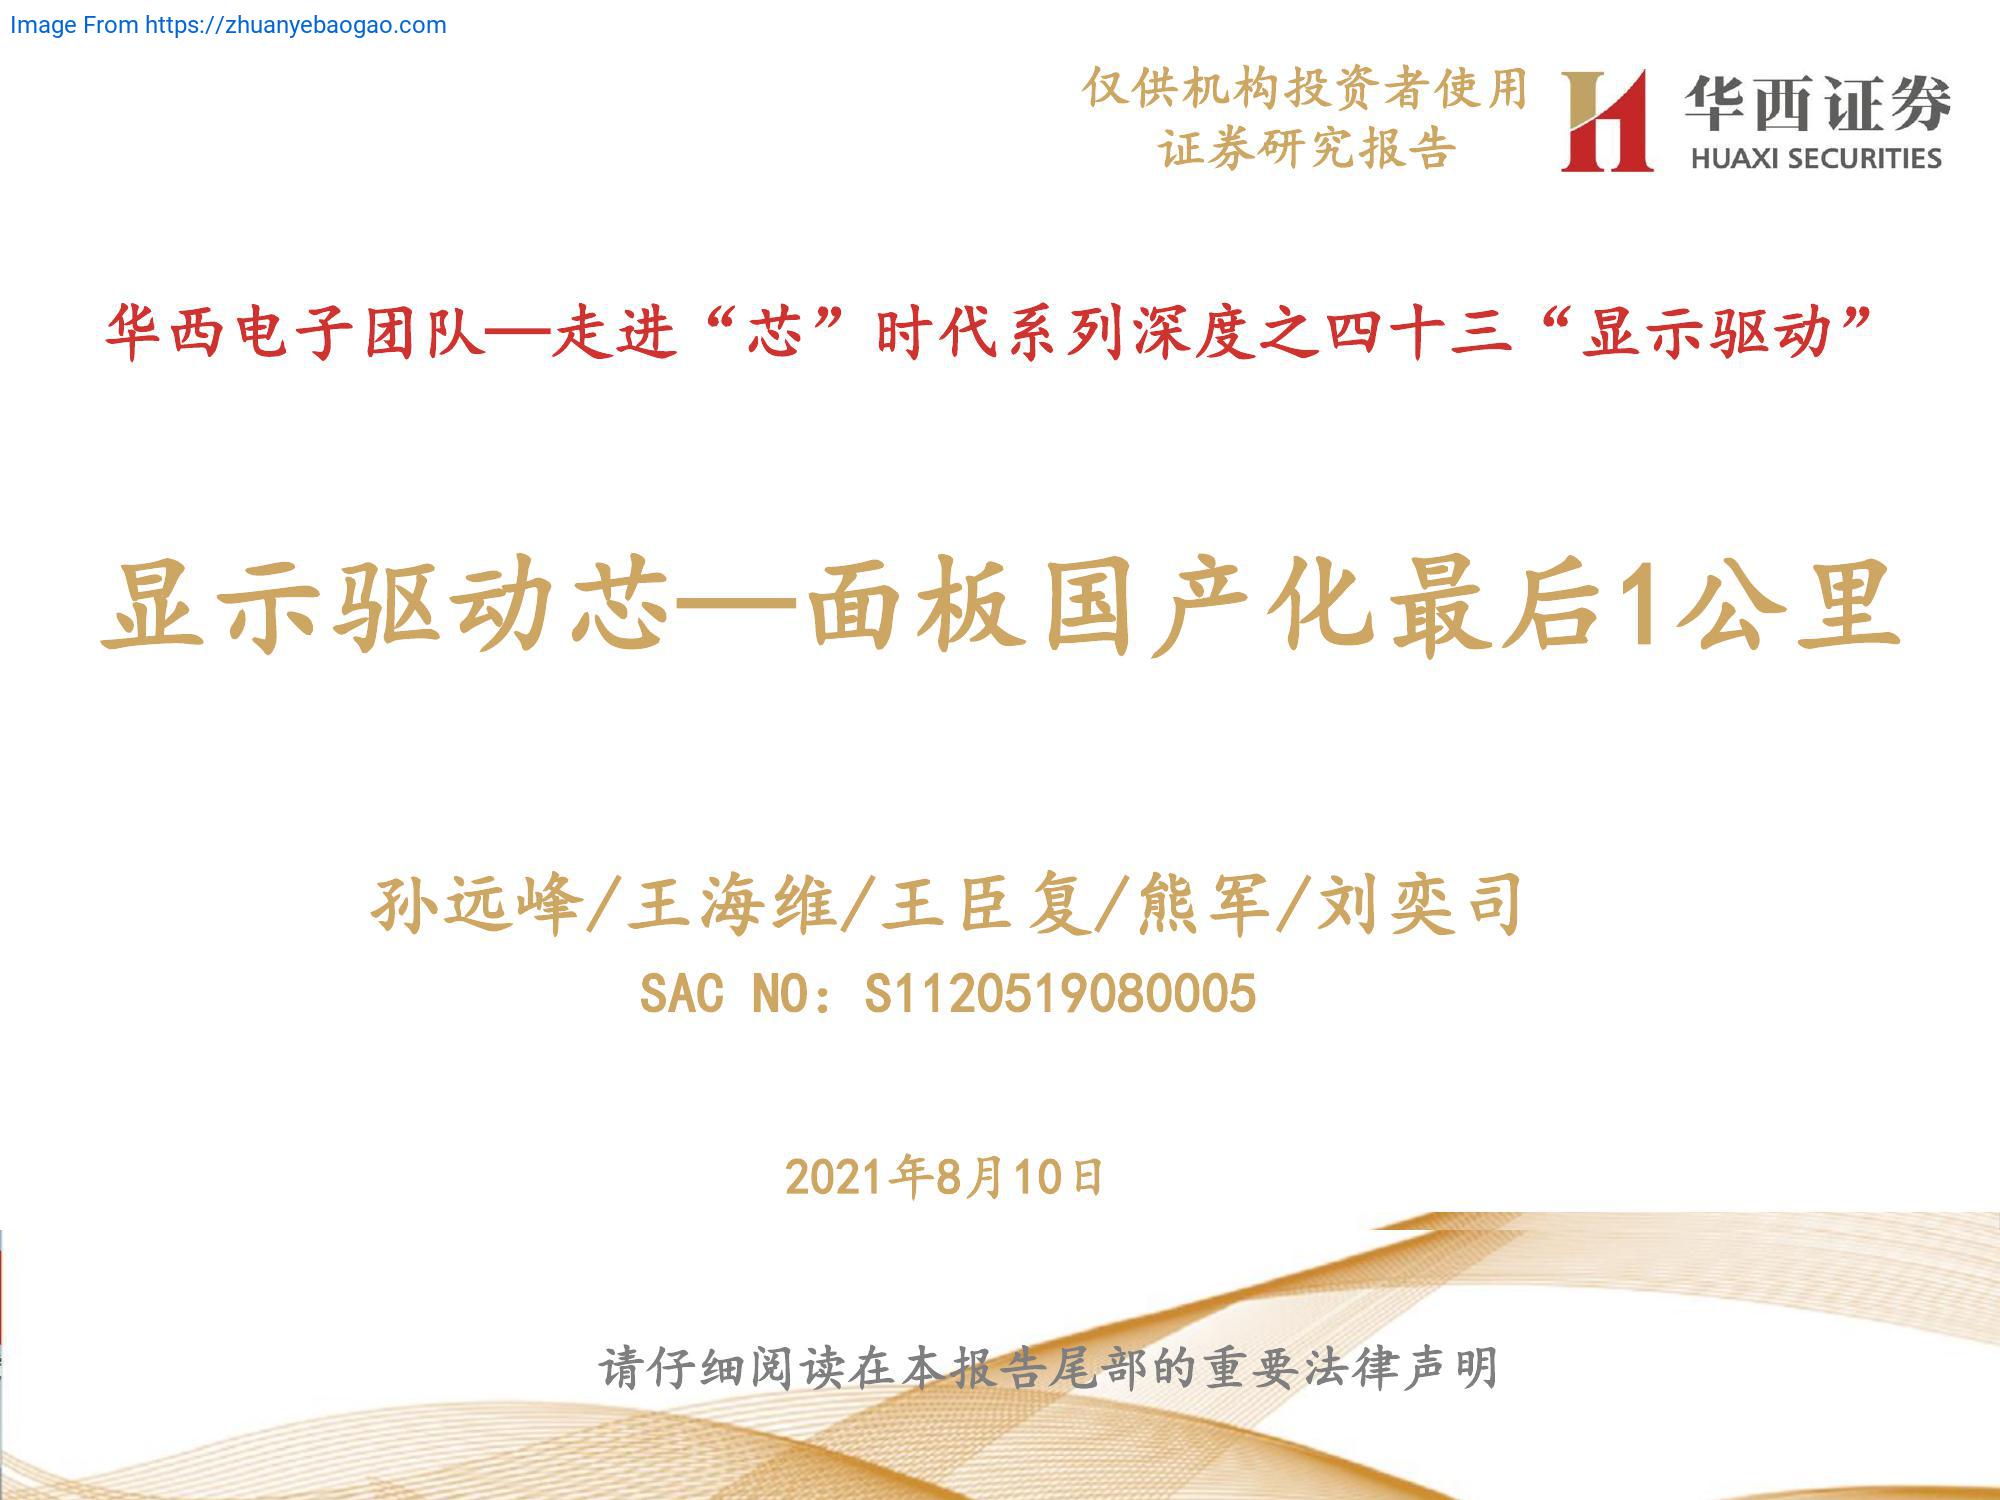 Image From https://zhuanyebaogao.com
仅供机构投资者使用
证券研究报告
华西证券
HUAXI SECURITIES
华西电子团队—走进“芯”时代系列深度之四十三“显示驱动”
显示驱动芯—面板国产化最后1公里
孙远峰/王海维/王臣复/熊军/刘奕司
SAC NO：S1120519080005
2021年8月10日
请仔细阅读在本报告尾部的重要法律声明